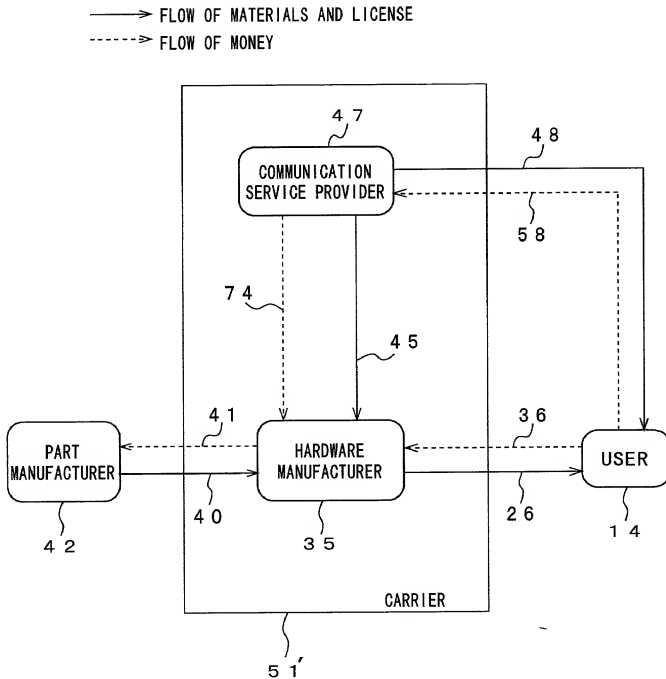 FLOW OF MATERIALS AND LICENSE
FLOW OF MONEY
47
COMMUNICATION
SERVICE PROVIDER
48
58
74
45
41
36
PART
MANUFACTURER
HARDWARE
MANUFACTURER
USER
42
40
35
26
14
CARRIER
51'